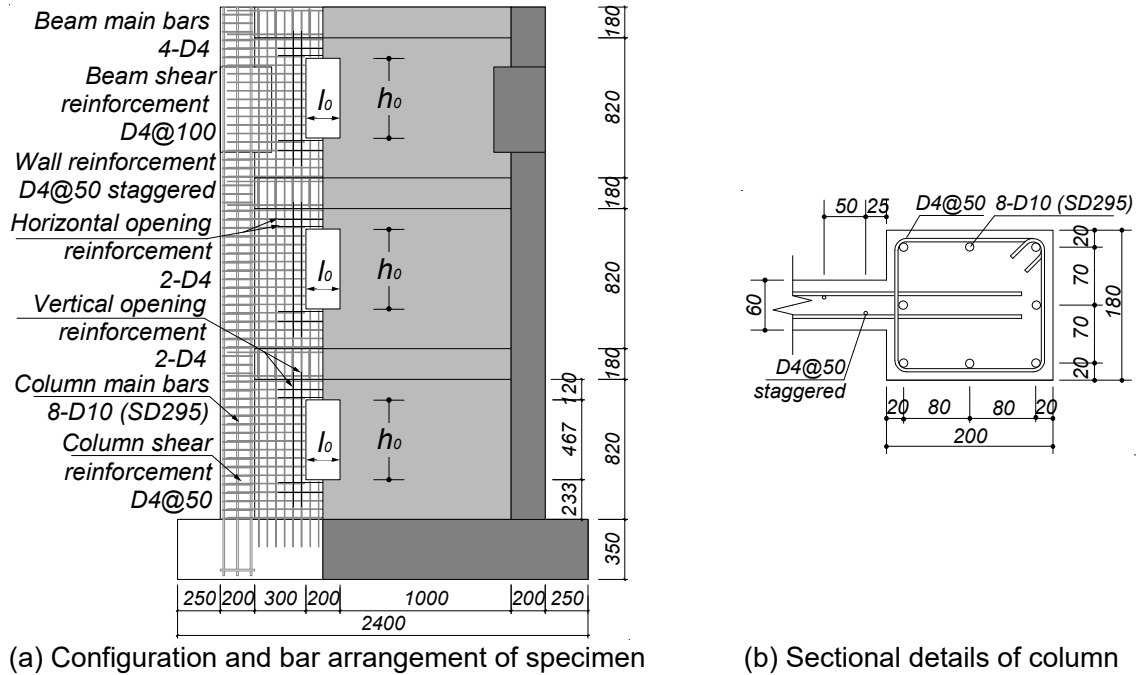 Beam main bars
4-D4
Beam shear
reinforcement
D4@100
Wall reinforcement
D4@50 staggered
Horizontal opening
reinforcement
2-D4
Vertical opening
reinforcement
2-D4
Column main bars
8-D10 (SD295)
Column shear
reinforcement
D4@50
l0
h0
l0
h0
l0
h0
180
820
180
820
180
820
350
120
467
233
250 200 300 200 1000 200 250
2400
(a) Configuration and bar arrangement of specimen
50 25
D4@50
8-D10 (SD295)
60
D4@50
staggered
20
70
70
20
180
20 80 80 20
200
(b) Sectional details of column